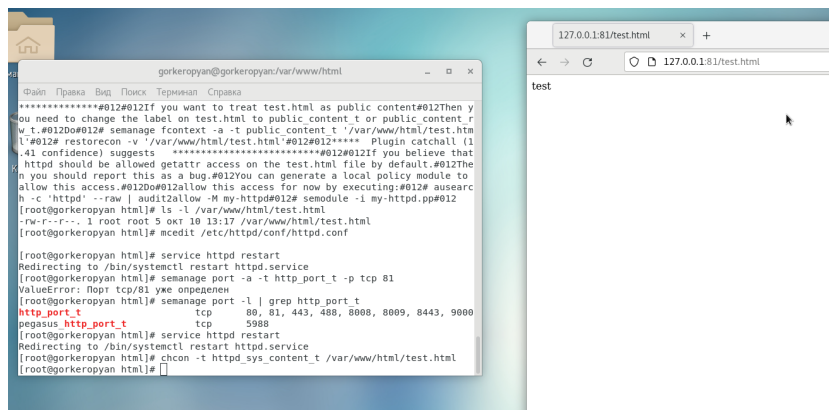 gorkeropyan@gorkeropyan:/var/www/html
Файл Правка Вид Поиск Терминал Справка
**************#012#012If you want to treat test.html as public content#012Then y
ou need to change the label on test.html to public_content_t or public_content_r
w_t.#012Do#012# semanage fcontext -a -t public_content_t '/var/www/html/test.htm
l'#012# restorecon -v '/var/www/html/test.html'#012#012***** Plugin catchall (1
.41 confidence) suggests **************************#012#012If you believe that
httpd should be allowed getattr access on the test.html file by default.#012The
n you should report this as a bug.#012You can generate a local policy module to
allow this access.#012Do#012allow this access for now by executing:#012# ausearc
h -c 'httpd' --raw | audit2allow -M my-httpd#012# semodule -i my-httpd.pp#012
[root@gorkeropyan html]# ls -l /var/www/html/test.html
-rw-r--r--. 1 root root 5 окт 10 13:17 /var/www/html/test.html
[root@gorkeropyan html]# mcedit /etc/httpd/conf/httpd.conf
[root@gorkeropyan html]# service httpd restart
Redirecting to /bin/systemctl restart httpd.service
[root@gorkeropyan html]# semanage port -a -t http_port_t -p tcp 81
ValueError: Порт tcp/81 уже определен
[root@gorkeropyan html]# semanage port -l | grep http_port_t
http_port_t tcp 80, 81, 443, 488, 8008, 8009, 8443, 9000
pegasus_http_port_t tcp 5988
[root@gorkeropyan html]# service httpd restart
Redirecting to /bin/systemctl restart httpd.service
[root@gorkeropyan html]# chcon -t httpd_sys_content_t /var/www/html/test.html
[root@gorkeropyan html]#
127.0.0.1:81/test.html
127.0.0.1:81/test.html
test